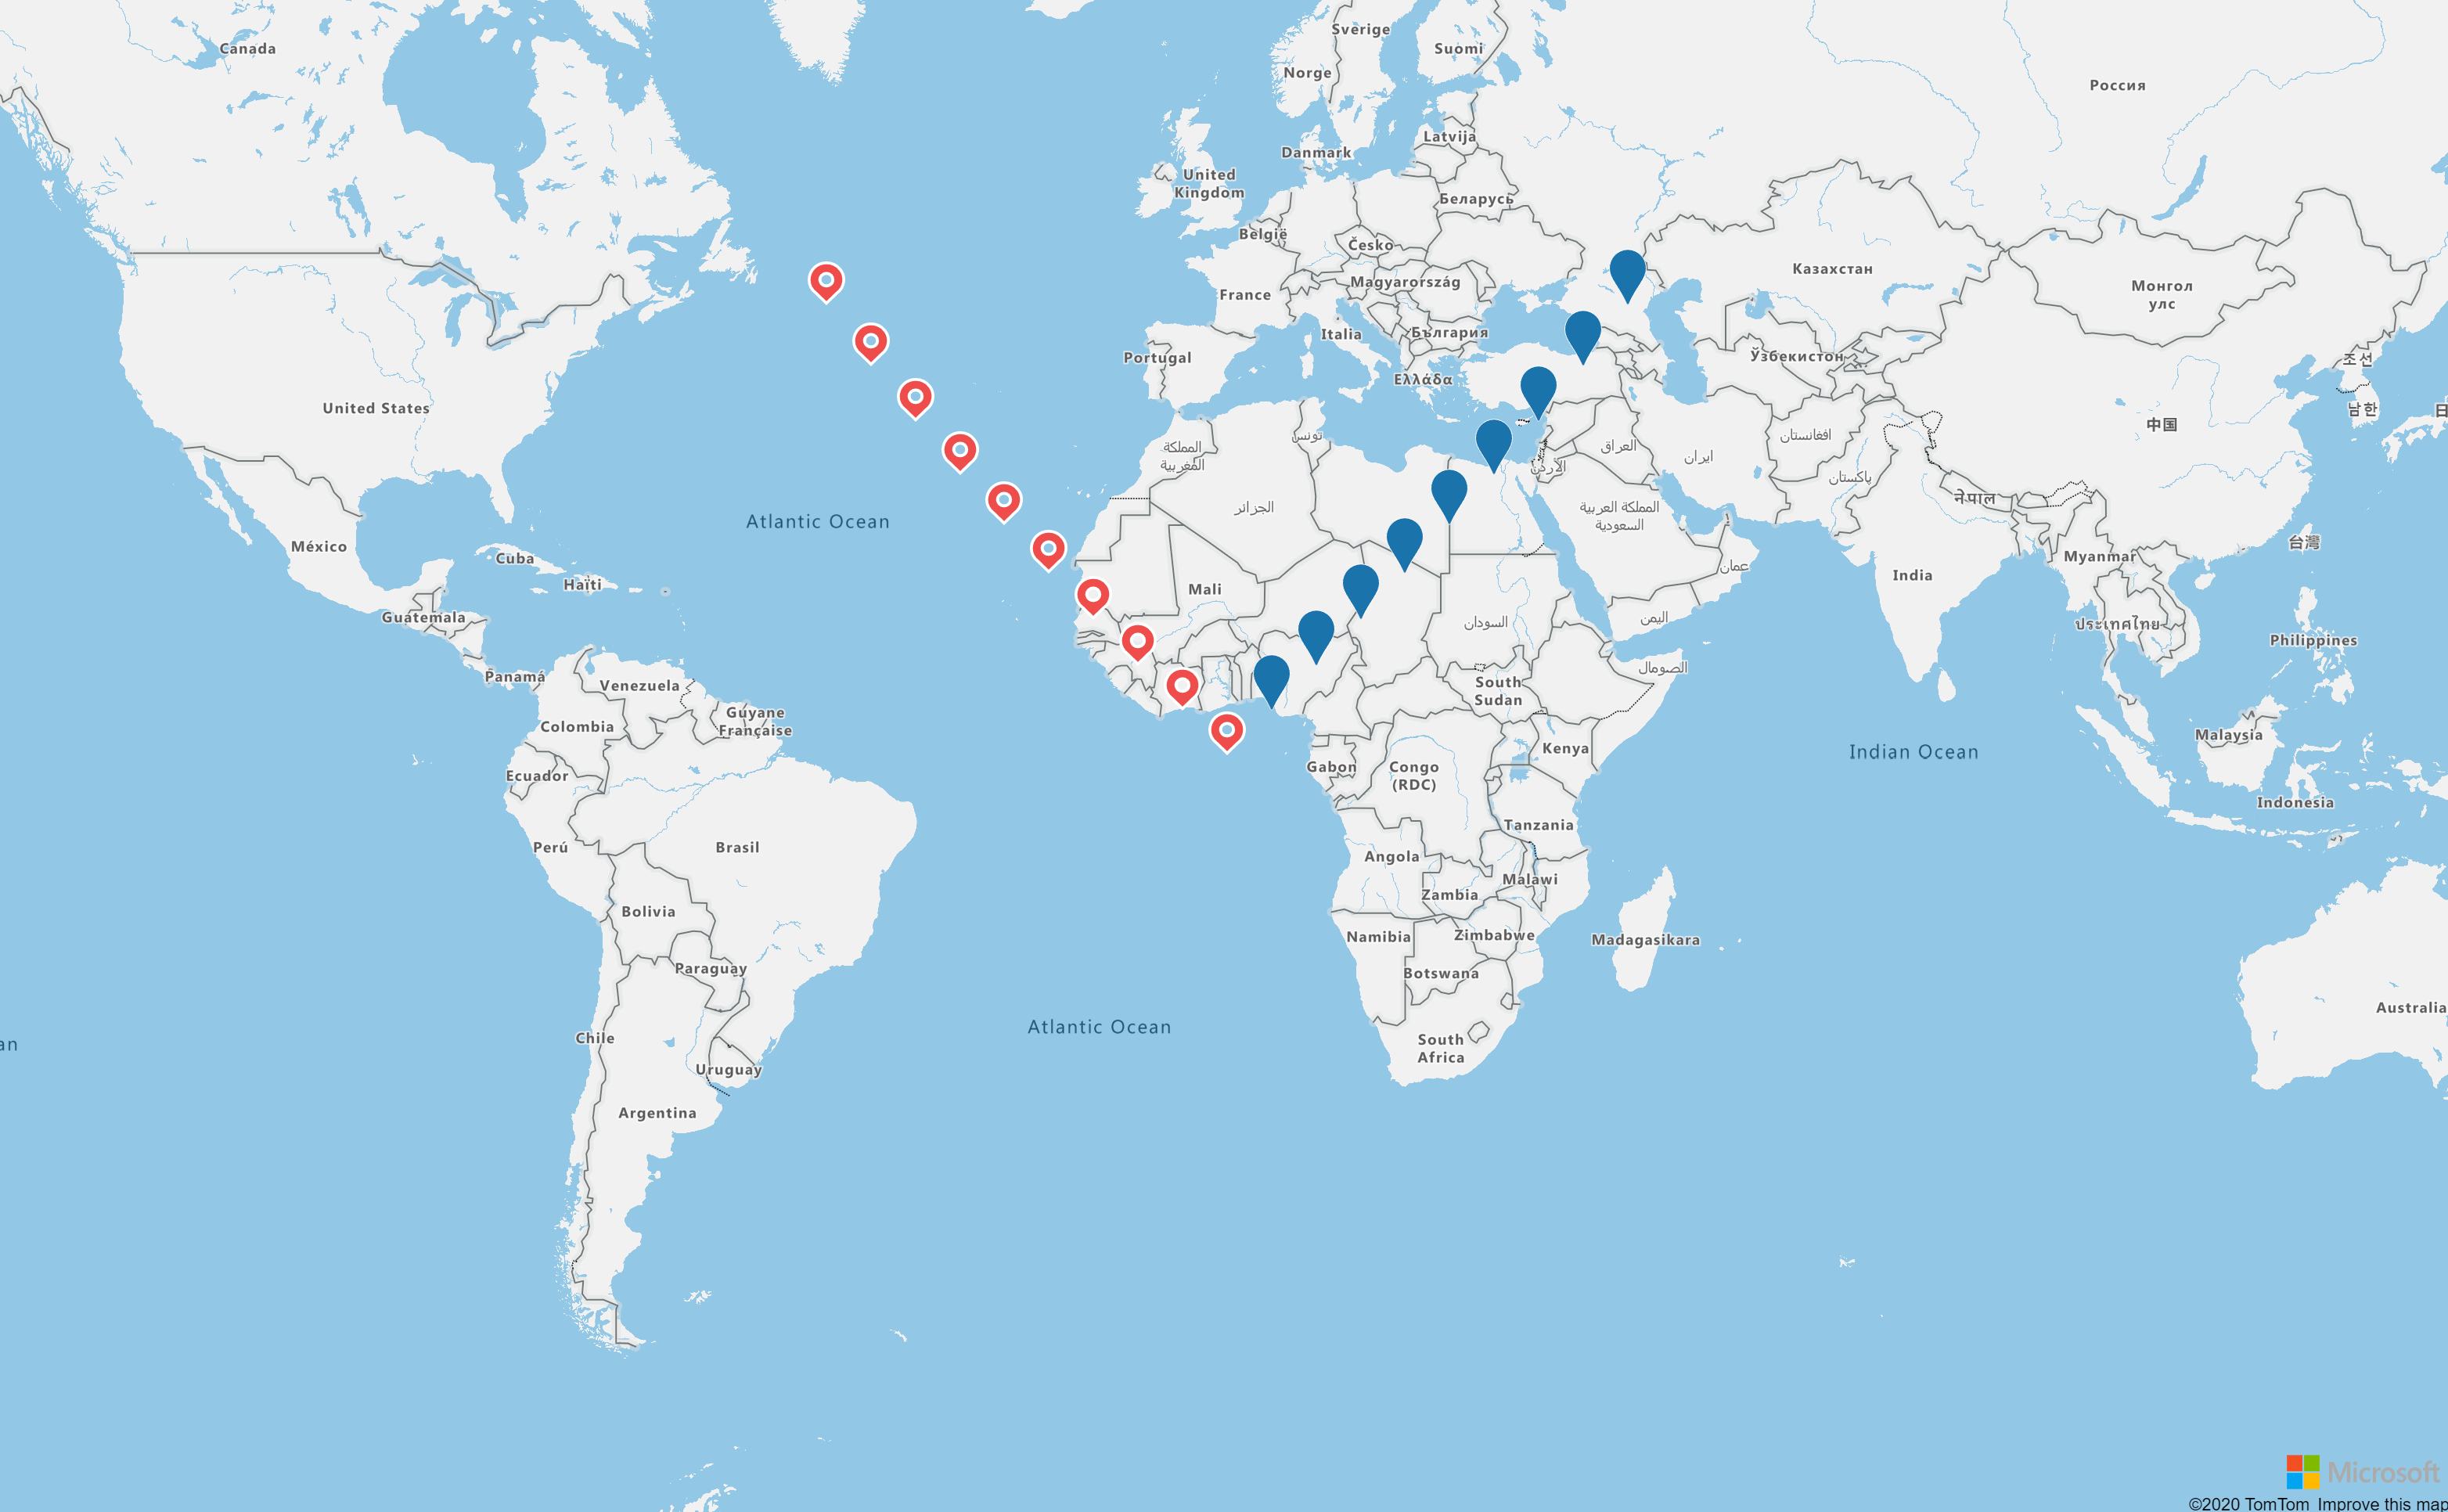 Canada
Sverige
Suomi
Norge
Россия
Latvija
Danmark
United
Kingdom
Беларусь
België
Česko
Казахстан
Magyarország
France
Монгол
улс
Italia
България
Portugal
Ўзбекистон
조선
Ελλάδα
United States
남한
日
中国
المملكة
المغربية
تونس
العراق
افغانستان
ایران
الأردن
پاکستان
नेपाल
الجزائر
المملكة العربية
السعودية
Atlantic Ocean
México
Cuba
台灣
Myanmar
عمان
India
Haïti
Mali
Guatemala
السودان
اليمن
ประเทศไทย
Philippines
الصومال
Panamá
Venezuela
South
Sudan
Guyane
Française
Colombia
Malaysia
Kenya
Indian Ocean
Ecuador
Gabon
Congo
(RDC)
Indonesia
Tanzania
Perú
Brasil
Angola
Malawi
Zambia
Bolivia
Namibia
Zimbabwe
Madagasikara
Paraguay
Botswana
Australia
Atlantic Ocean
Chile
an
South
Africa
Uruguay
Argentina
Microsoft
©2020 TomTom Improve this map